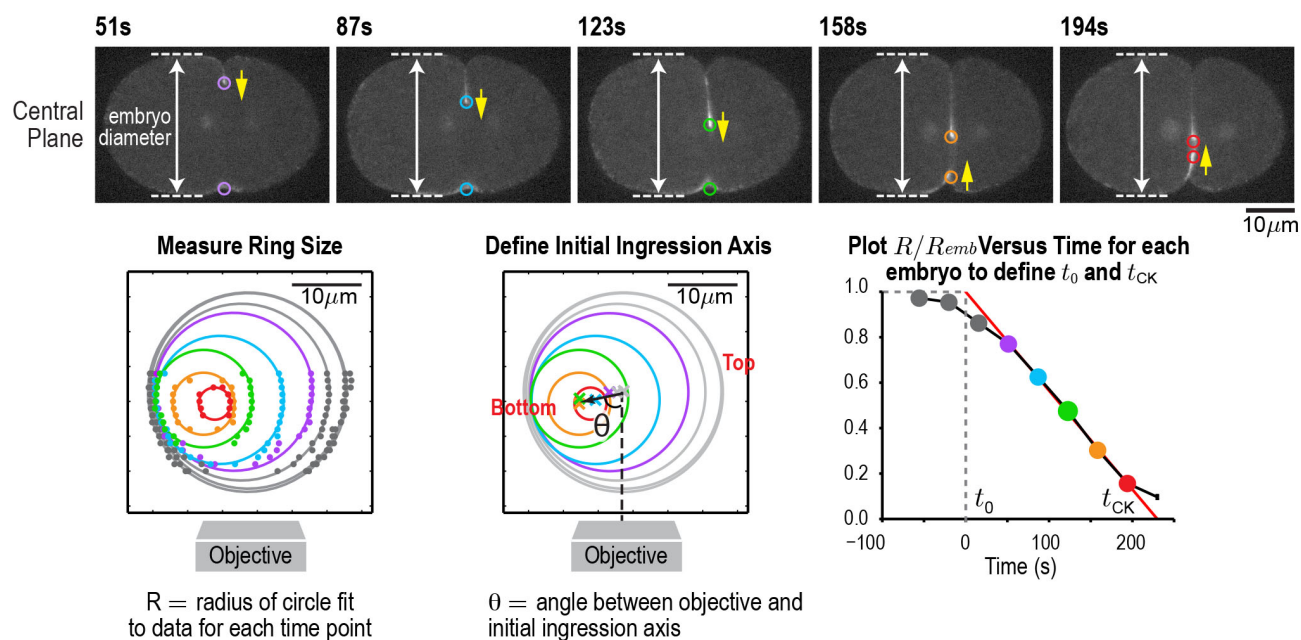 51s
87s
123s
158s
194s
Central
Plane
embryo
diameter
10μm
Measure Ring Size
10μm
Objective
R = radius of circle fit
to data for each time point
Define Initial Ingression Axis
10μm
Top
Bottom
θ
Objective
θ = angle between objective and
initial ingression axis
Plot R/Remb Versus Time for each
embryo to define t0 and tCK
1.0
0.8
0.6
0.4
0.2
0.0
t0
tCK
−100
0
100
200
Time (s)